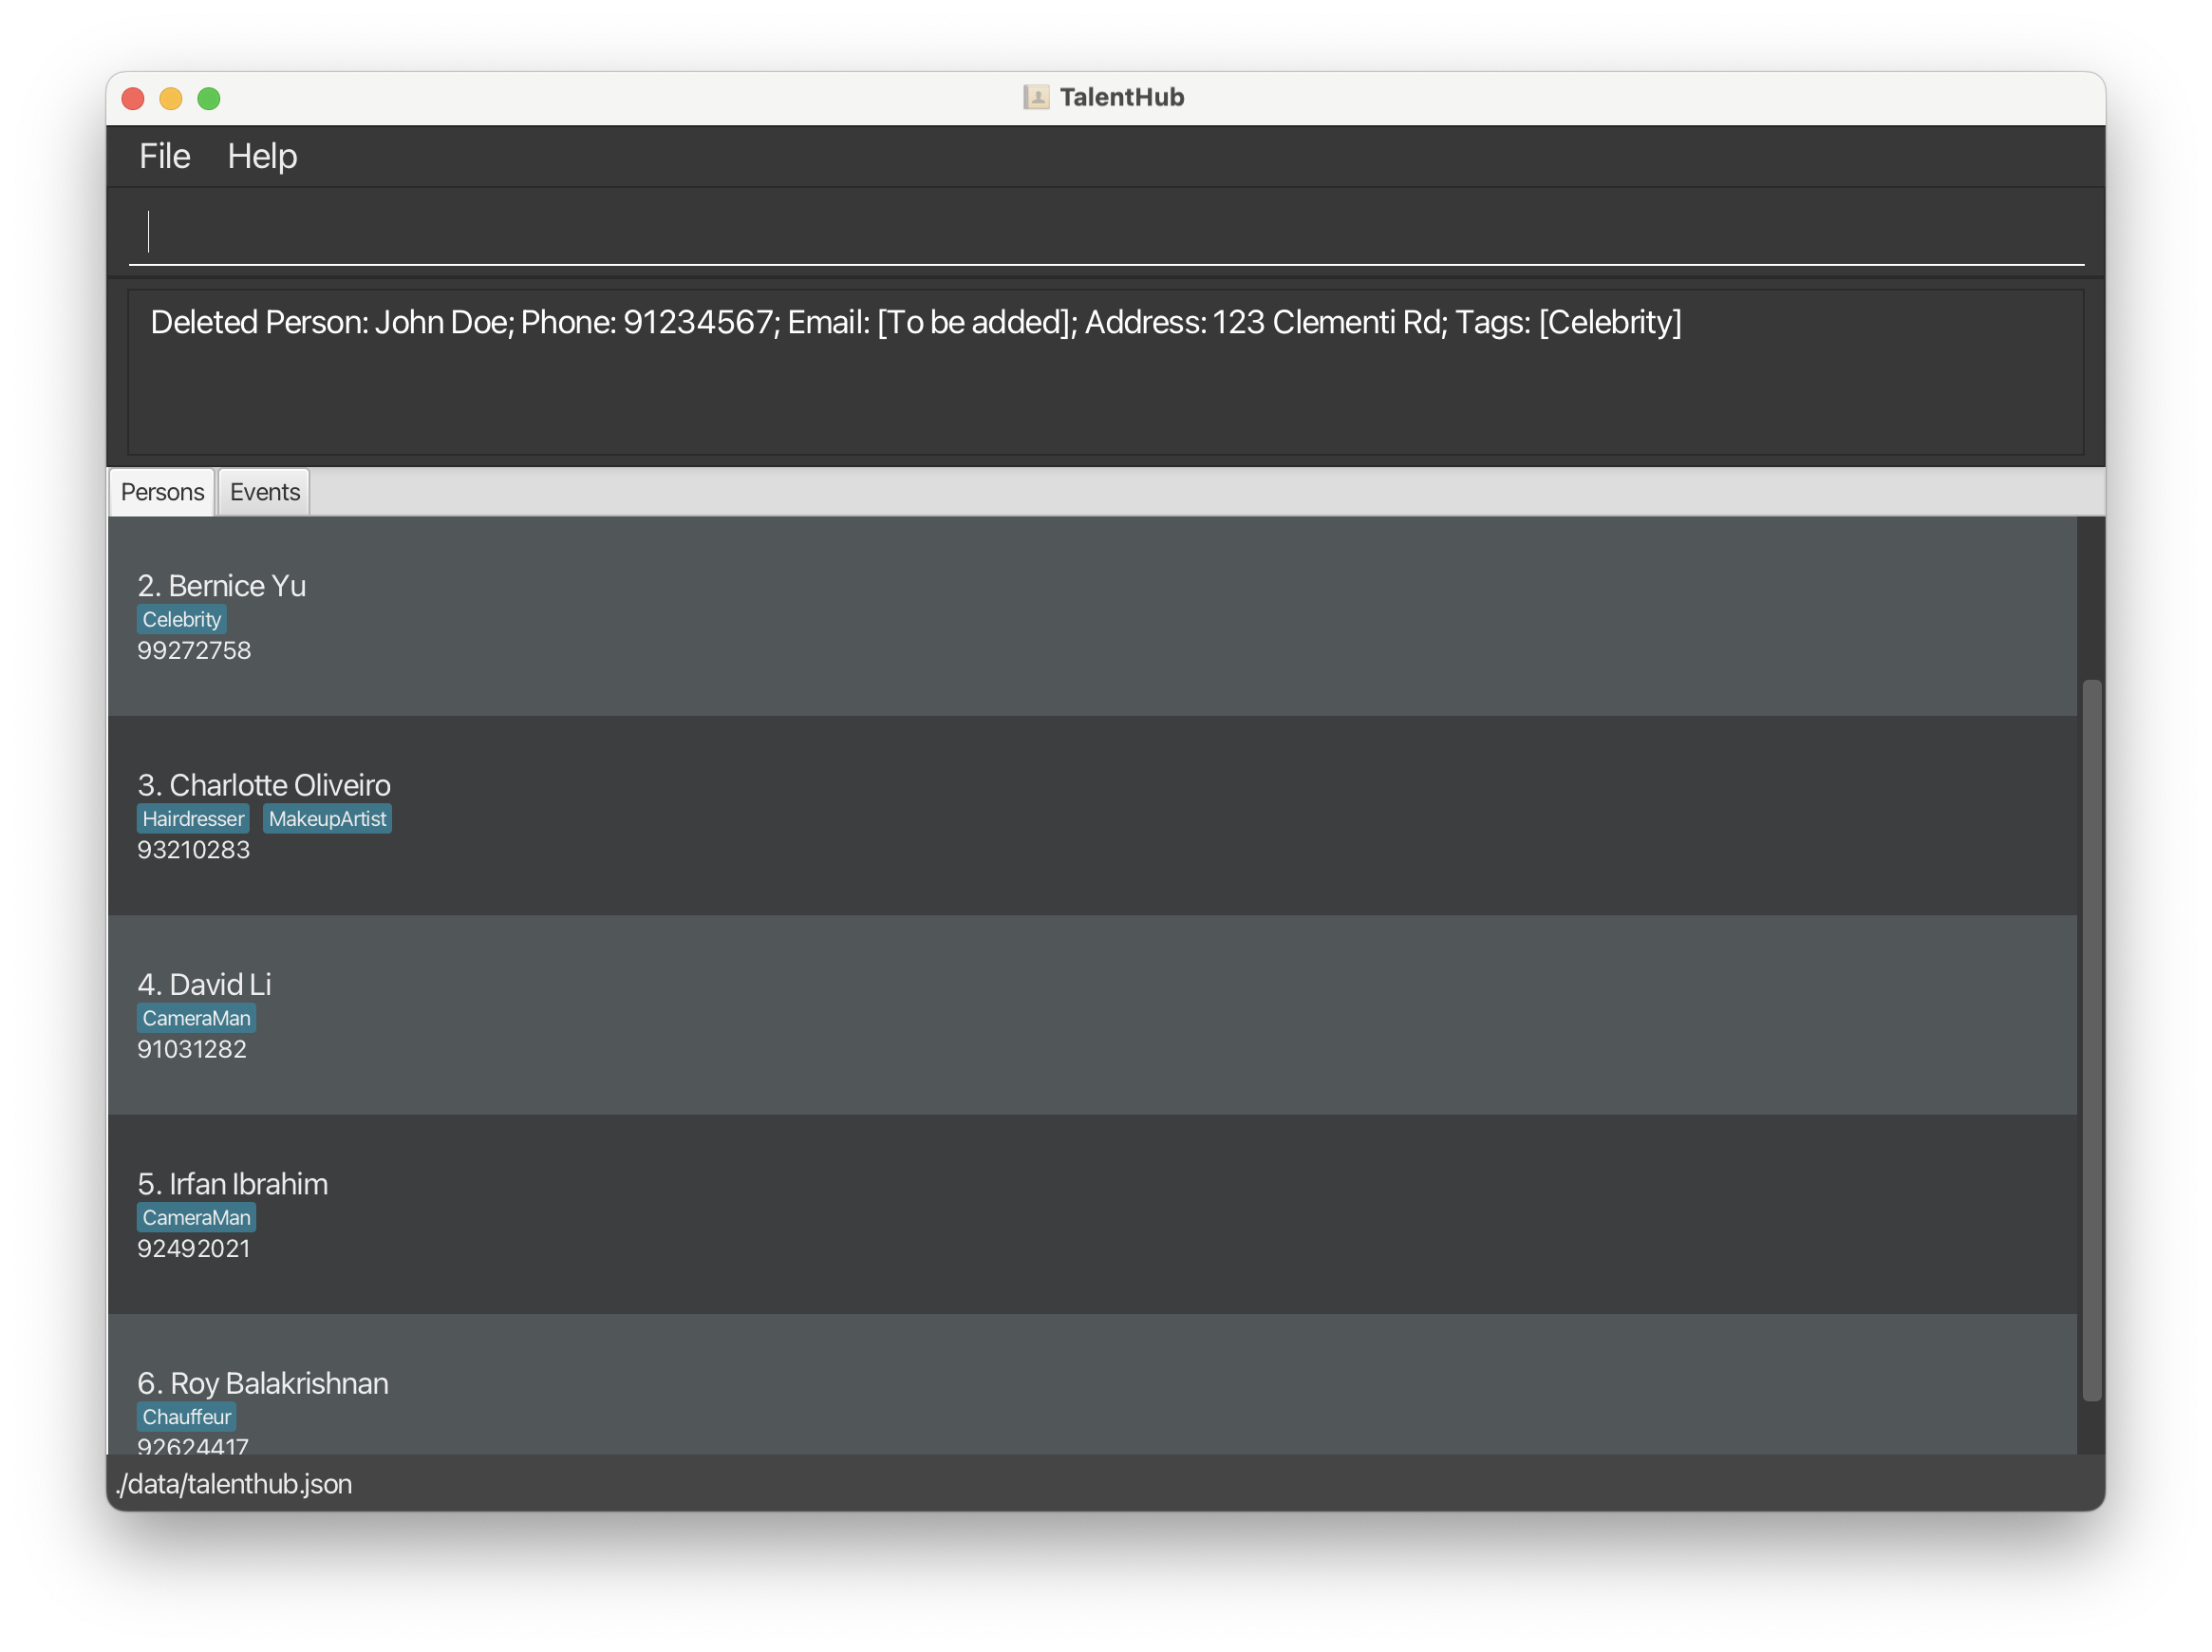 TalentHub
File Help
Deleted Person: John Doe; Phone: 91234567; Email: [To be added]; Address: 123 Clementi Rd; Tags: [Celebrity]
Persons Events
2. Bernice Yu
Celebrity
99272758
3. Charlotte Oliveiro
Hairdresser MakeupArtist
93210283
4. David Li
CameraMan
91031282
5. Irfan Ibrahim
CameraMan
92492021
6. Roy Balakrishnan
Chauffeur
92624417
./data/talenthub.json